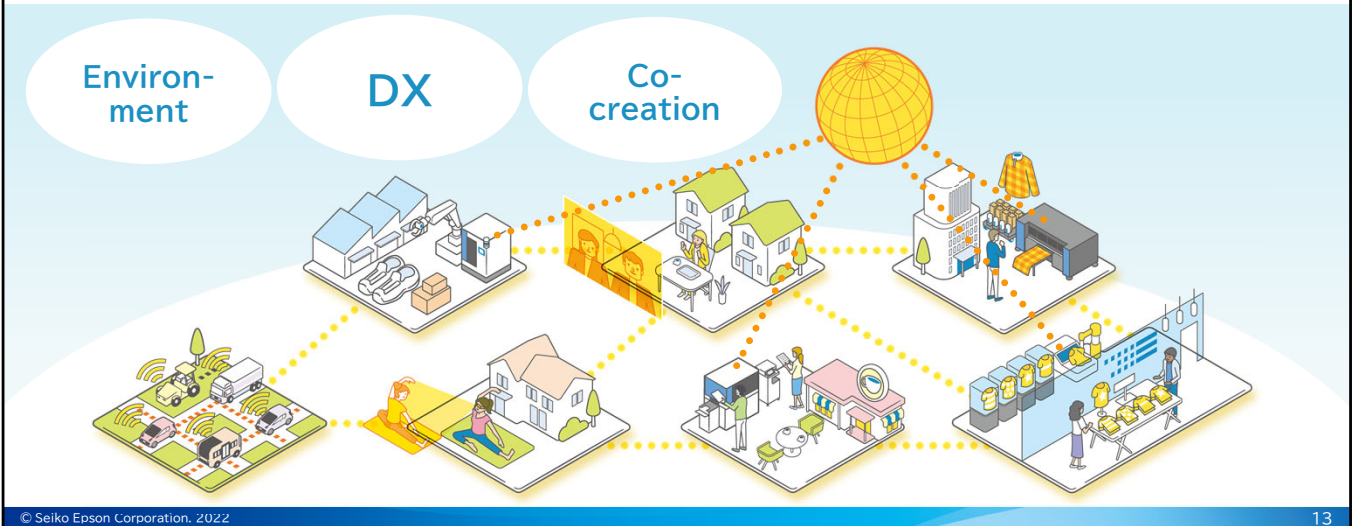 Environ-
ment
DX
Co-
creation
© Seiko Epson Corporation. 2022
13